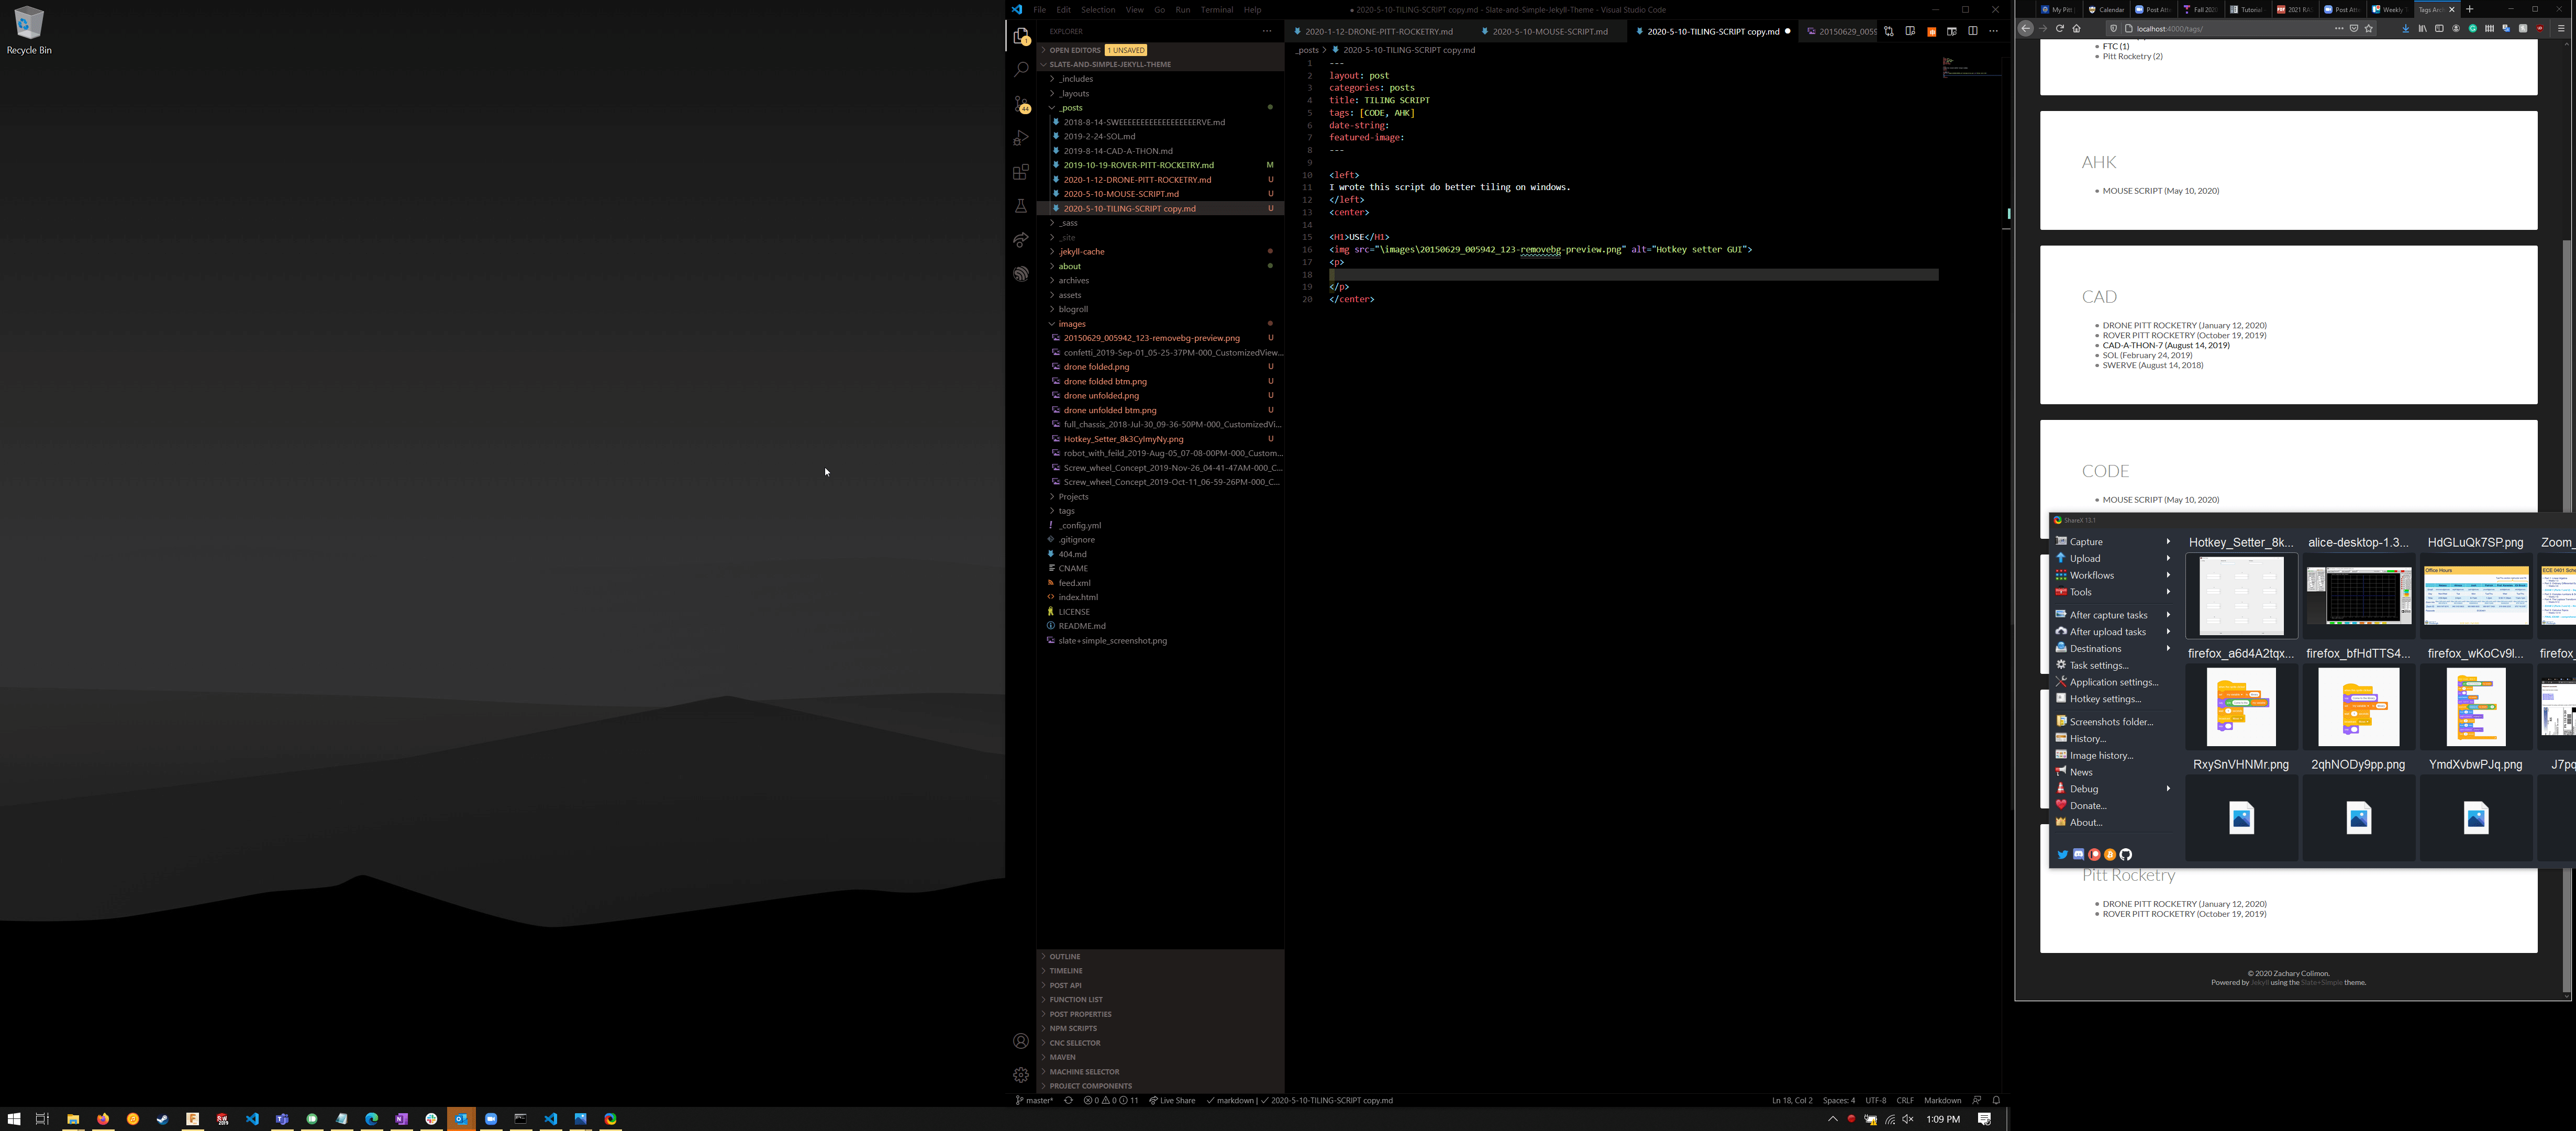 Recycle Bin
File Edit Selection View Go Run Terminal Help
● 2020-5-10-TILING-SCRIPT copy.md - Slate-and-Simple-Jekyll-Theme - Visual Studio Code
EXPLORER
OPEN EDITORS 1 UNSAVED
SLATE-AND-SIMPLE-JEKYLL-THEME
_includes
_layouts
_posts
2018-8-14-SWEEEEEEEEEEEEEEEEEERVE.md
2019-2-24-SOL.md
2019-8-14-CAD-A-THON.md
2019-10-19-ROVER-PITT-ROCKETRY.md M
2020-1-12-DRONE-PITT-ROCKETRY.md U
2020-5-10-MOUSE-SCRIPT.md U
2020-5-10-TILING-SCRIPT copy.md U
_sass
_site
.jekyll-cache
about
archives
assets
blogroll
images
20150629_005942_123-removebg-preview.png U
confetti_2019-Sep-01_05-25-37PM-000_CustomizedView...
drone folded.png U
drone folded btm.png U
drone unfolded.png U
drone unfolded btm.png U
full_chassis_2018-Jul-30_09-36-50PM-000_CustomizedVi...
Hotkey_Setter_8k3CyImyNy.png U
robot_with_feild_2019-Aug-05_07-08-00PM-000_Custom...
Screw_wheel_Concept_2019-Nov-26_04-41-47AM-000_C...
Screw_wheel_Concept_2019-Oct-11_06-59-26PM-000_C...
Projects
tags
_config.yml
.gitignore
404.md
CNAME
feed.xml
index.html
LICENSE
README.md
slate+simple_screenshot.png
OUTLINE
TIMELINE
POST API
FUNCTION LIST
POST PROPERTIES
NPM SCRIPTS
CNC SELECTOR
MAVEN
MACHINE SELECTOR
PROJECT COMPONENTS
2020-1-12-DRONE-PITT-ROCKETRY.md 2020-5-10-MOUSE-SCRIPT.md 2020-5-10-TILING-SCRIPT copy.md 20150629_0059
_posts > 2020-5-10-TILING-SCRIPT copy.md
1 ---
2 layout: post
3 categories: posts
4 title: TILING SCRIPT
5 tags: [CODE, AHK]
6 date-string:
7 featured-image:
8 ---
9
10 <left>
11 I wrote this script do better tiling on windows.
12 </left>
13 <center>
14
15 <H1>USE</H1>
16 <img src="\images\20150629_005942_123-removebg-preview.png" alt="Hotkey setter GUI">
17 <p>
18
19 </p>
20 </center>
master* 0 0 11 Live Share markdown | 2020-5-10-TILING-SCRIPT copy.md
Ln 18, Col 2 Spaces: 4 UTF-8 CRLF Markdown
1:09 PM
My Pitt Calendar Post Atte Fall 202 Tutorial 2021 RA Post Atte Weekly Tags Arc
localhost:4000/tags/
FTC (1)
Pitt Rocketry (2)
AHK
MOUSE SCRIPT (May 10, 2020)
CAD
DRONE PITT ROCKETRY (January 12, 2020)
ROVER PITT ROCKETRY (October 19, 2019)
CAD-A-THON-7 (August 14, 2019)
SOL (February 24, 2019)
SWERVE (August 14, 2018)
CODE
MOUSE SCRIPT (May 10, 2020)
ShareX 13.1
Capture
Upload
Workflows
Tools
After capture tasks
After upload tasks
Destinations
Task settings...
Application settings...
Hotkey settings...
Screenshots folder...
History...
Image history...
News
Debug
Donate...
About...
Hotkey_Setter_8k... alice-desktop-1.3... HdGLuQk7SP.png Zoom_
Office Hours
firefox_a6d4A2tqx... firefox_bfHdTTS4... firefox_wKoCv9l... firefox_
RxySnVHNMr.png 2qhNODy9pp.png YmdXvbwPJq.png J7pq
Pitt Rocketry
DRONE PITT ROCKETRY (January 12, 2020)
ROVER PITT ROCKETRY (October 19, 2019)
© 2020 Zachary Colimon.
Powered by Jekyll using the Slate+Simple theme.